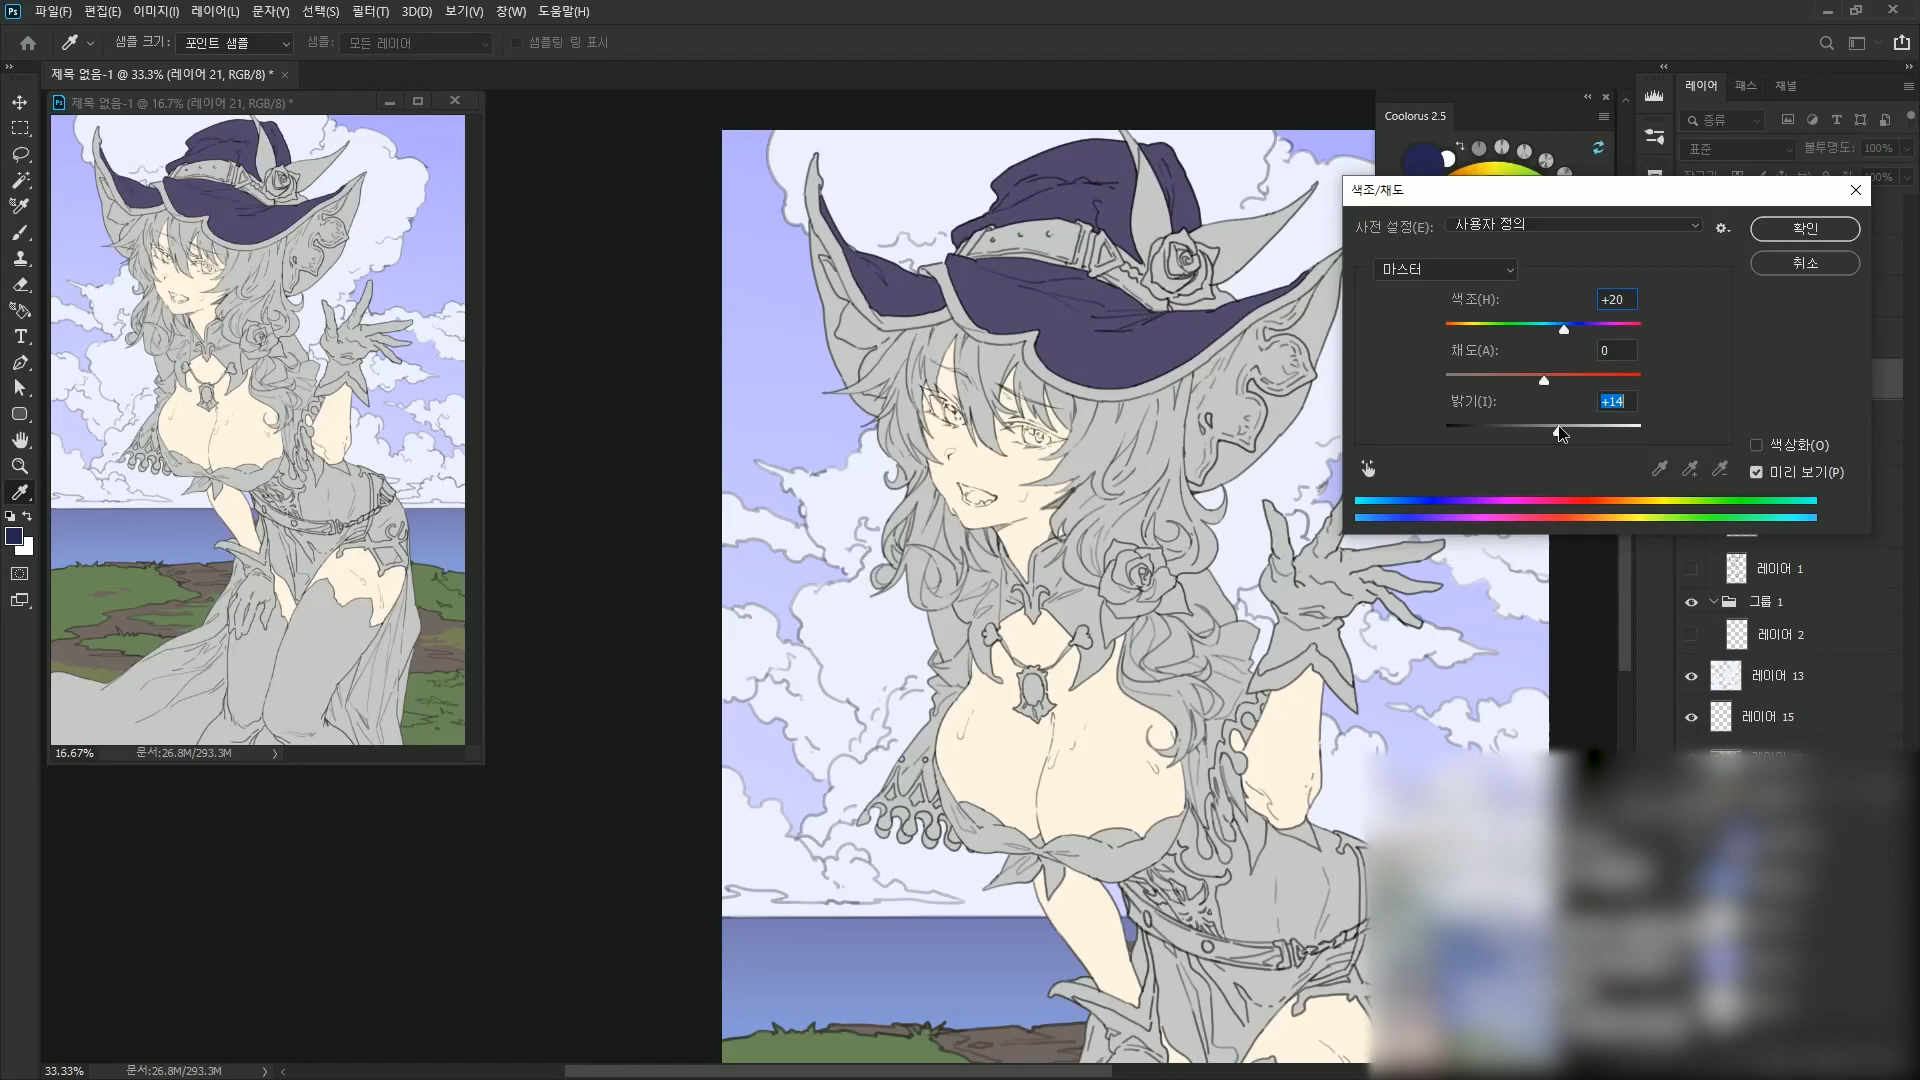 Ps 파일(F) 편집(E) 이미지(I) 레이어(L) 문자(Y) 선택(S) 필터(T) 3D(D) 보기(V) 창(W) 도움말(H)
샘플 크기: 포인트 샘플 샘플: 모든 레이어 샘플링 링 표시
제목 없음-1 @ 33.3% (레이어 21, RGB/8) *
Ps 제목 없음-1 @ 16.7% (레이어 21, RGB/8) *
16.67% 문서:26.8M/293.3M
33.33% 문서:26.8M/293.3M
Coolorus 2.5
색조/채도
사전 설정(E): 사용자 정의
확인
취소
마스터
색조(H): +20
채도(A): 0
밝기(I): +14
색상화(O)
미리 보기(P)
레이어 패스 채널
종류
표준 불투명도: 100%
레이어 1
그룹 1
레이어 2
레이어 13
레이어 15